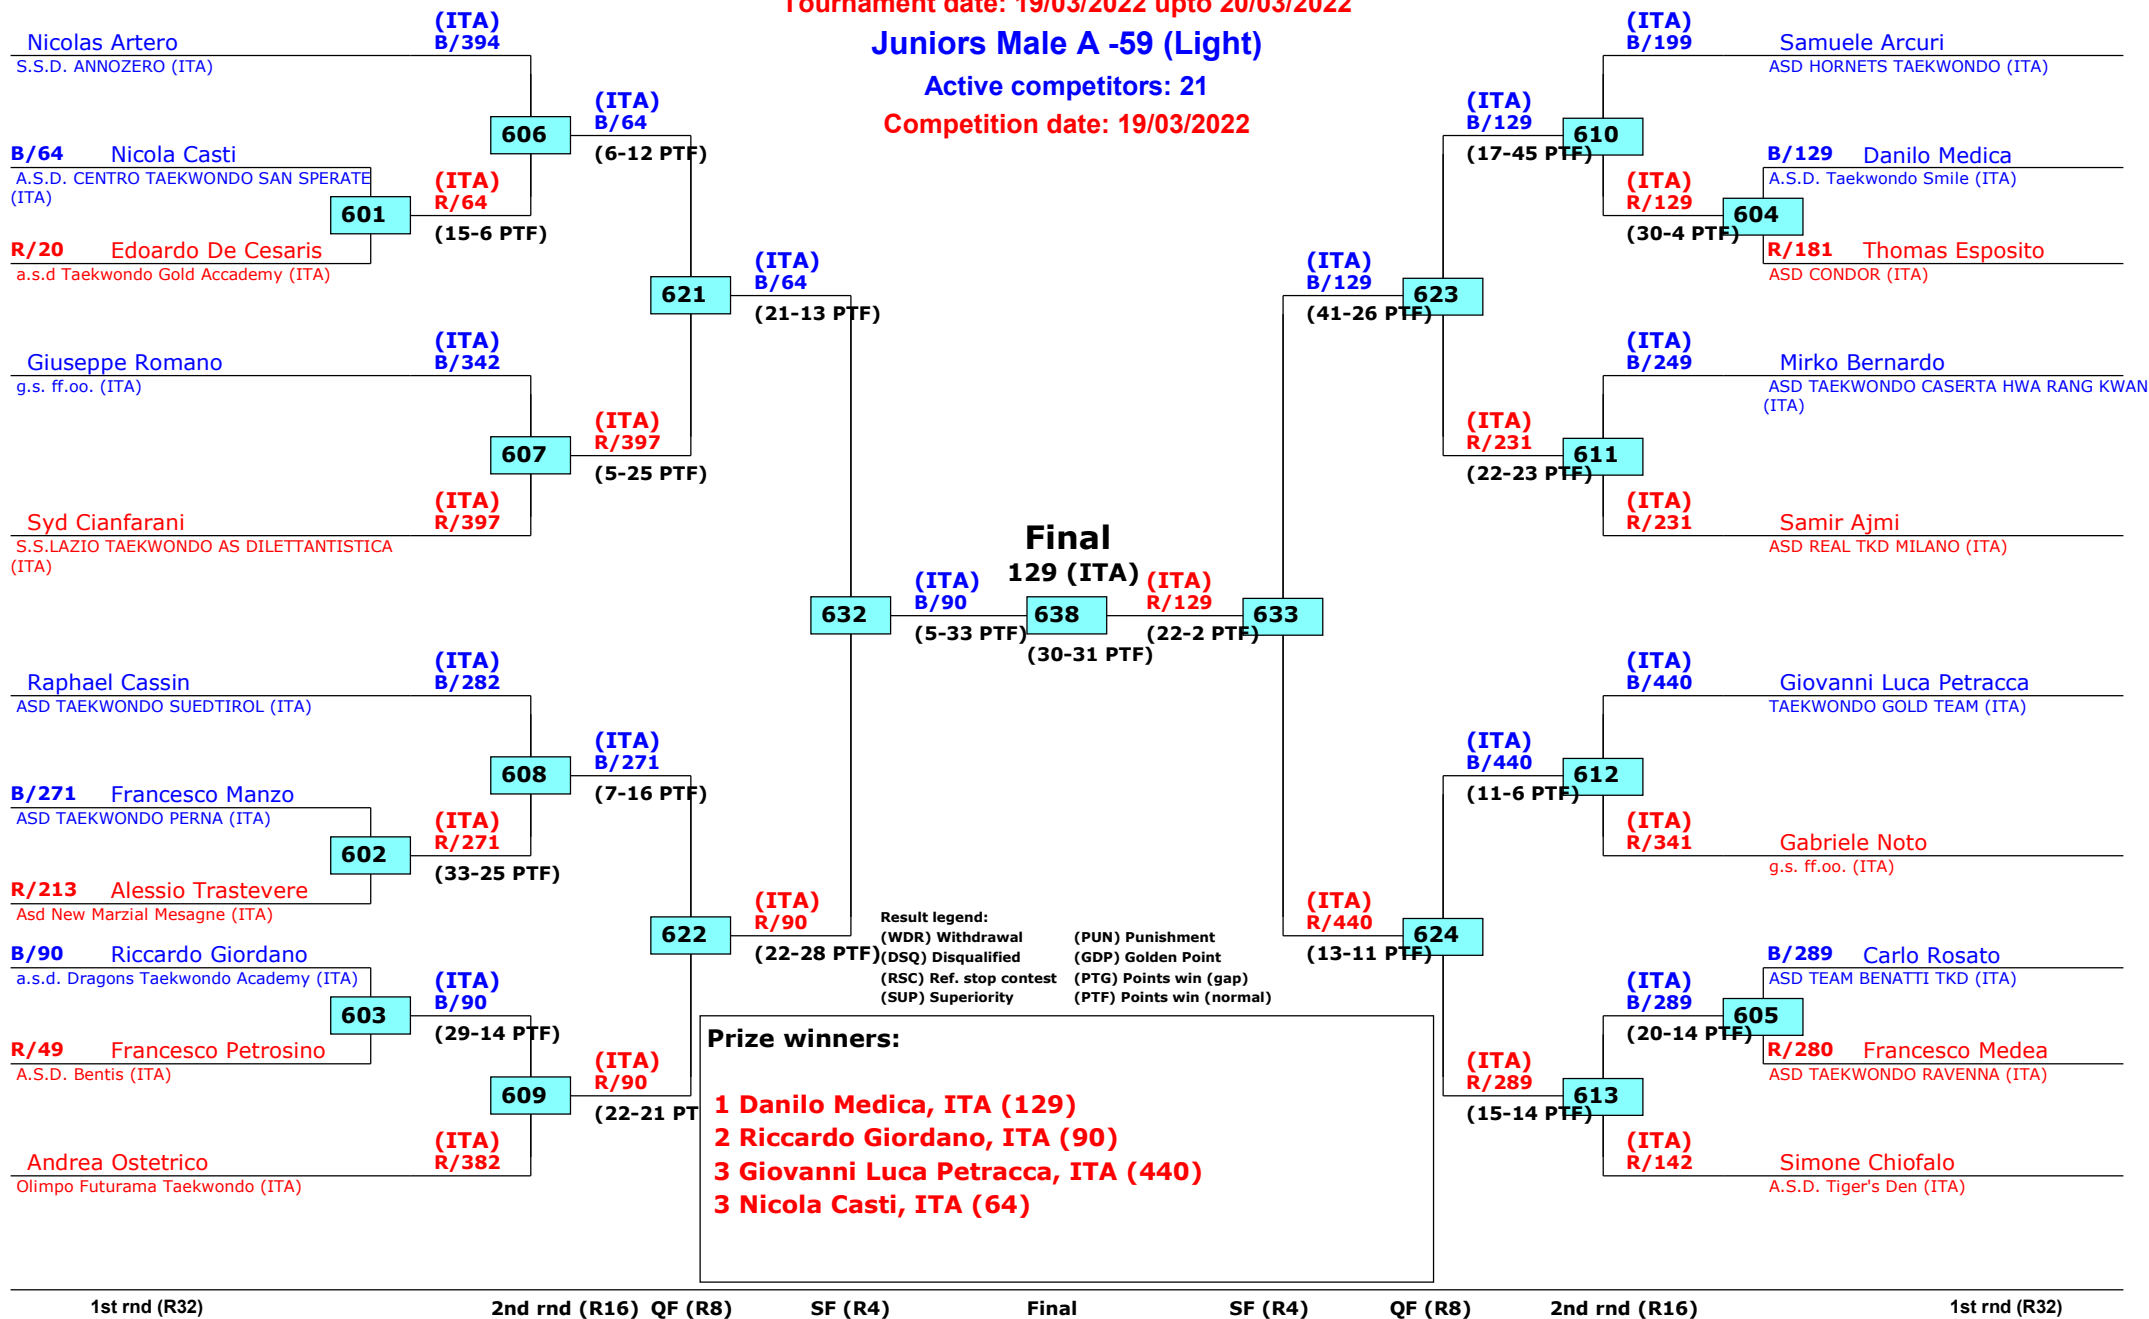 Tournament date: 19/03/2022 upto 20/03/2022
Juniors Male A -59 (Light)
Active competitors: 21
Competition date: 19/03/2022
Nicolas Artero
S.S.D. ANNOZERO (ITA)
(ITA)
B/394
B/64 Nicola Casti
A.S.D. CENTRO TAEKWONDO SAN SPERATE
(ITA)
R/20 Edoardo De Cesaris
a.s.d Taekwondo Gold Accademy (ITA)
601
(ITA)
R/64
(15-6 PTF)
606
(ITA)
B/64
(6-12 PTF)
Giuseppe Romano
g.s. ff.oo. (ITA)
(ITA)
B/342
Syd Cianfarani
S.S.LAZIO TAEKWONDO AS DILETTANTISTICA
(ITA)
(ITA)
R/397
607
(ITA)
R/397
(5-25 PTF)
621
(ITA)
B/64
(21-13 PTF)
Raphael Cassin
ASD TAEKWONDO SUEDTIROL (ITA)
(ITA)
B/282
B/271 Francesco Manzo
ASD TAEKWONDO PERNA (ITA)
R/213 Alessio Trastevere
Asd New Marzial Mesagne (ITA)
602
(ITA)
R/271
(33-25 PTF)
608
(ITA)
B/271
(7-16 PTF)
B/90 Riccardo Giordano
a.s.d. Dragons Taekwondo Academy (ITA)
R/49 Francesco Petrosino
A.S.D. Bentis (ITA)
603
(ITA)
B/90
(29-14 PTF)
Andrea Ostetrico
Olimpo Futurama Taekwondo (ITA)
(ITA)
R/382
609
(ITA)
R/90
(22-21 PT
622
(ITA)
R/90
(22-28 PTF)
632
(ITA)
B/90
(5-33 PTF)
Final
129 (ITA)
638
(30-31 PTF)
(ITA)
R/129
(22-2 PTF)
633
(ITA)
B/129
(41-26 PTF)
623
(ITA)
B/129
(17-45 PTF)
610
(ITA)
B/199
Samuele Arcuri
ASD HORNETS TAEKWONDO (ITA)
(ITA)
R/129
(30-4 PTF)
604
B/129 Danilo Medica
A.S.D. Taekwondo Smile (ITA)
R/181 Thomas Esposito
ASD CONDOR (ITA)
(ITA)
R/231
(22-23 PTF)
611
(ITA)
B/249
Mirko Bernardo
ASD TAEKWONDO CASERTA HWA RANG KWAN
(ITA)
(ITA)
R/231
Samir Ajmi
ASD REAL TKD MILANO (ITA)
(ITA)
R/440
(13-11 PTF)
624
(ITA)
B/440
(11-6 PTF)
612
(ITA)
B/440
Giovanni Luca Petracca
TAEKWONDO GOLD TEAM (ITA)
(ITA)
R/341
Gabriele Noto
g.s. ff.oo. (ITA)
(ITA)
R/289
(15-14 PTF)
613
(ITA)
B/289
(20-14 PTF)
605
B/289 Carlo Rosato
ASD TEAM BENATTI TKD (ITA)
R/280 Francesco Medea
ASD TAEKWONDO RAVENNA (ITA)
(ITA)
R/142
Simone Chiofalo
A.S.D. Tiger's Den (ITA)
Result legend:
(WDR) Withdrawal (PUN) Punishment
(DSQ) Disqualified (GDP) Golden Point
(RSC) Ref. stop contest (PTG) Points win (gap)
(SUP) Superiority (PTF) Points win (normal)
Prize winners:
1 Danilo Medica, ITA (129)
2 Riccardo Giordano, ITA (90)
3 Giovanni Luca Petracca, ITA (440)
3 Nicola Casti, ITA (64)
1st rnd (R32) 2nd rnd (R16) QF (R8) SF (R4) Final SF (R4) QF (R8) 2nd rnd (R16) 1st rnd (R32)